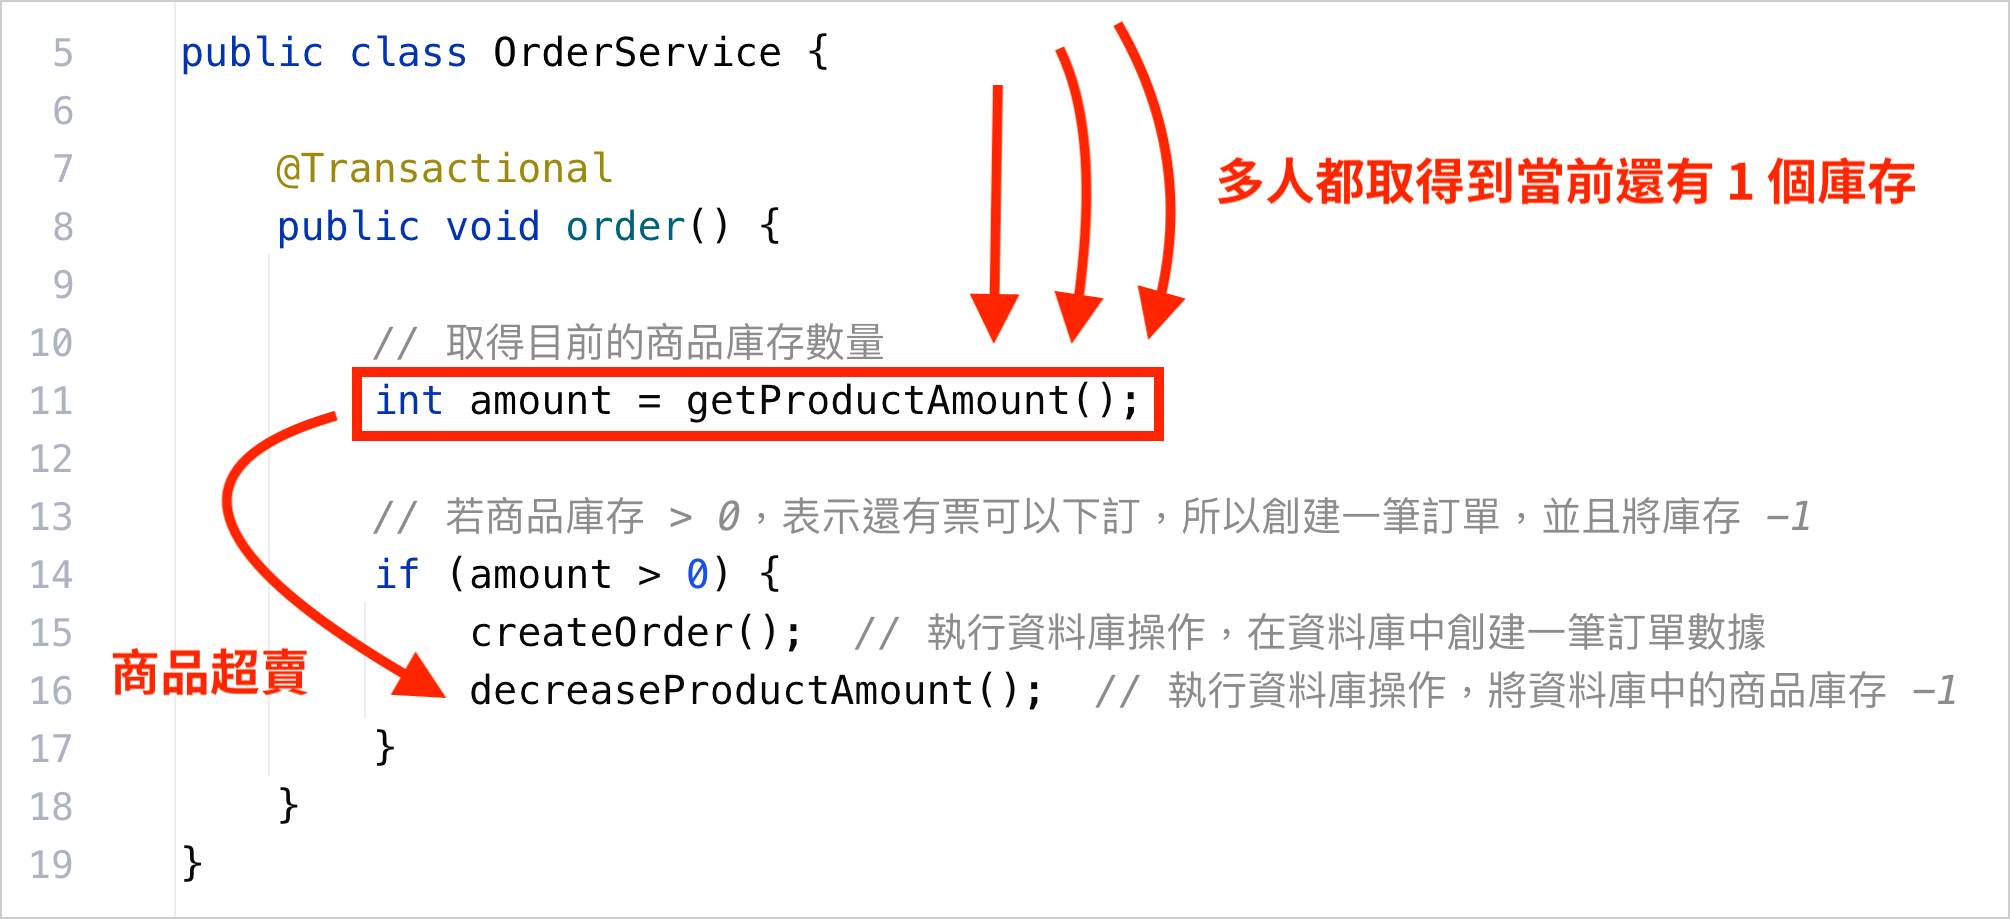 5 public class OrderService {
6
7 @Transactional
8 public void order() {
多人都取得到當前還有 1 個庫存
9
10 // 取得目前的商品庫存數量
11 int amount = getProductAmount();
12
13 // 若商品庫存 > 0，表示還有票可以下訂，所以創建一筆訂單，並且將庫存 -1
14 if (amount > 0) {
15 createOrder(); // 執行資料庫操作，在資料庫中創建一筆訂單數據
商品超賣
16 decreaseProductAmount(); // 執行資料庫操作，將資料庫中的商品庫存 -1
17 }
18 }
19 }